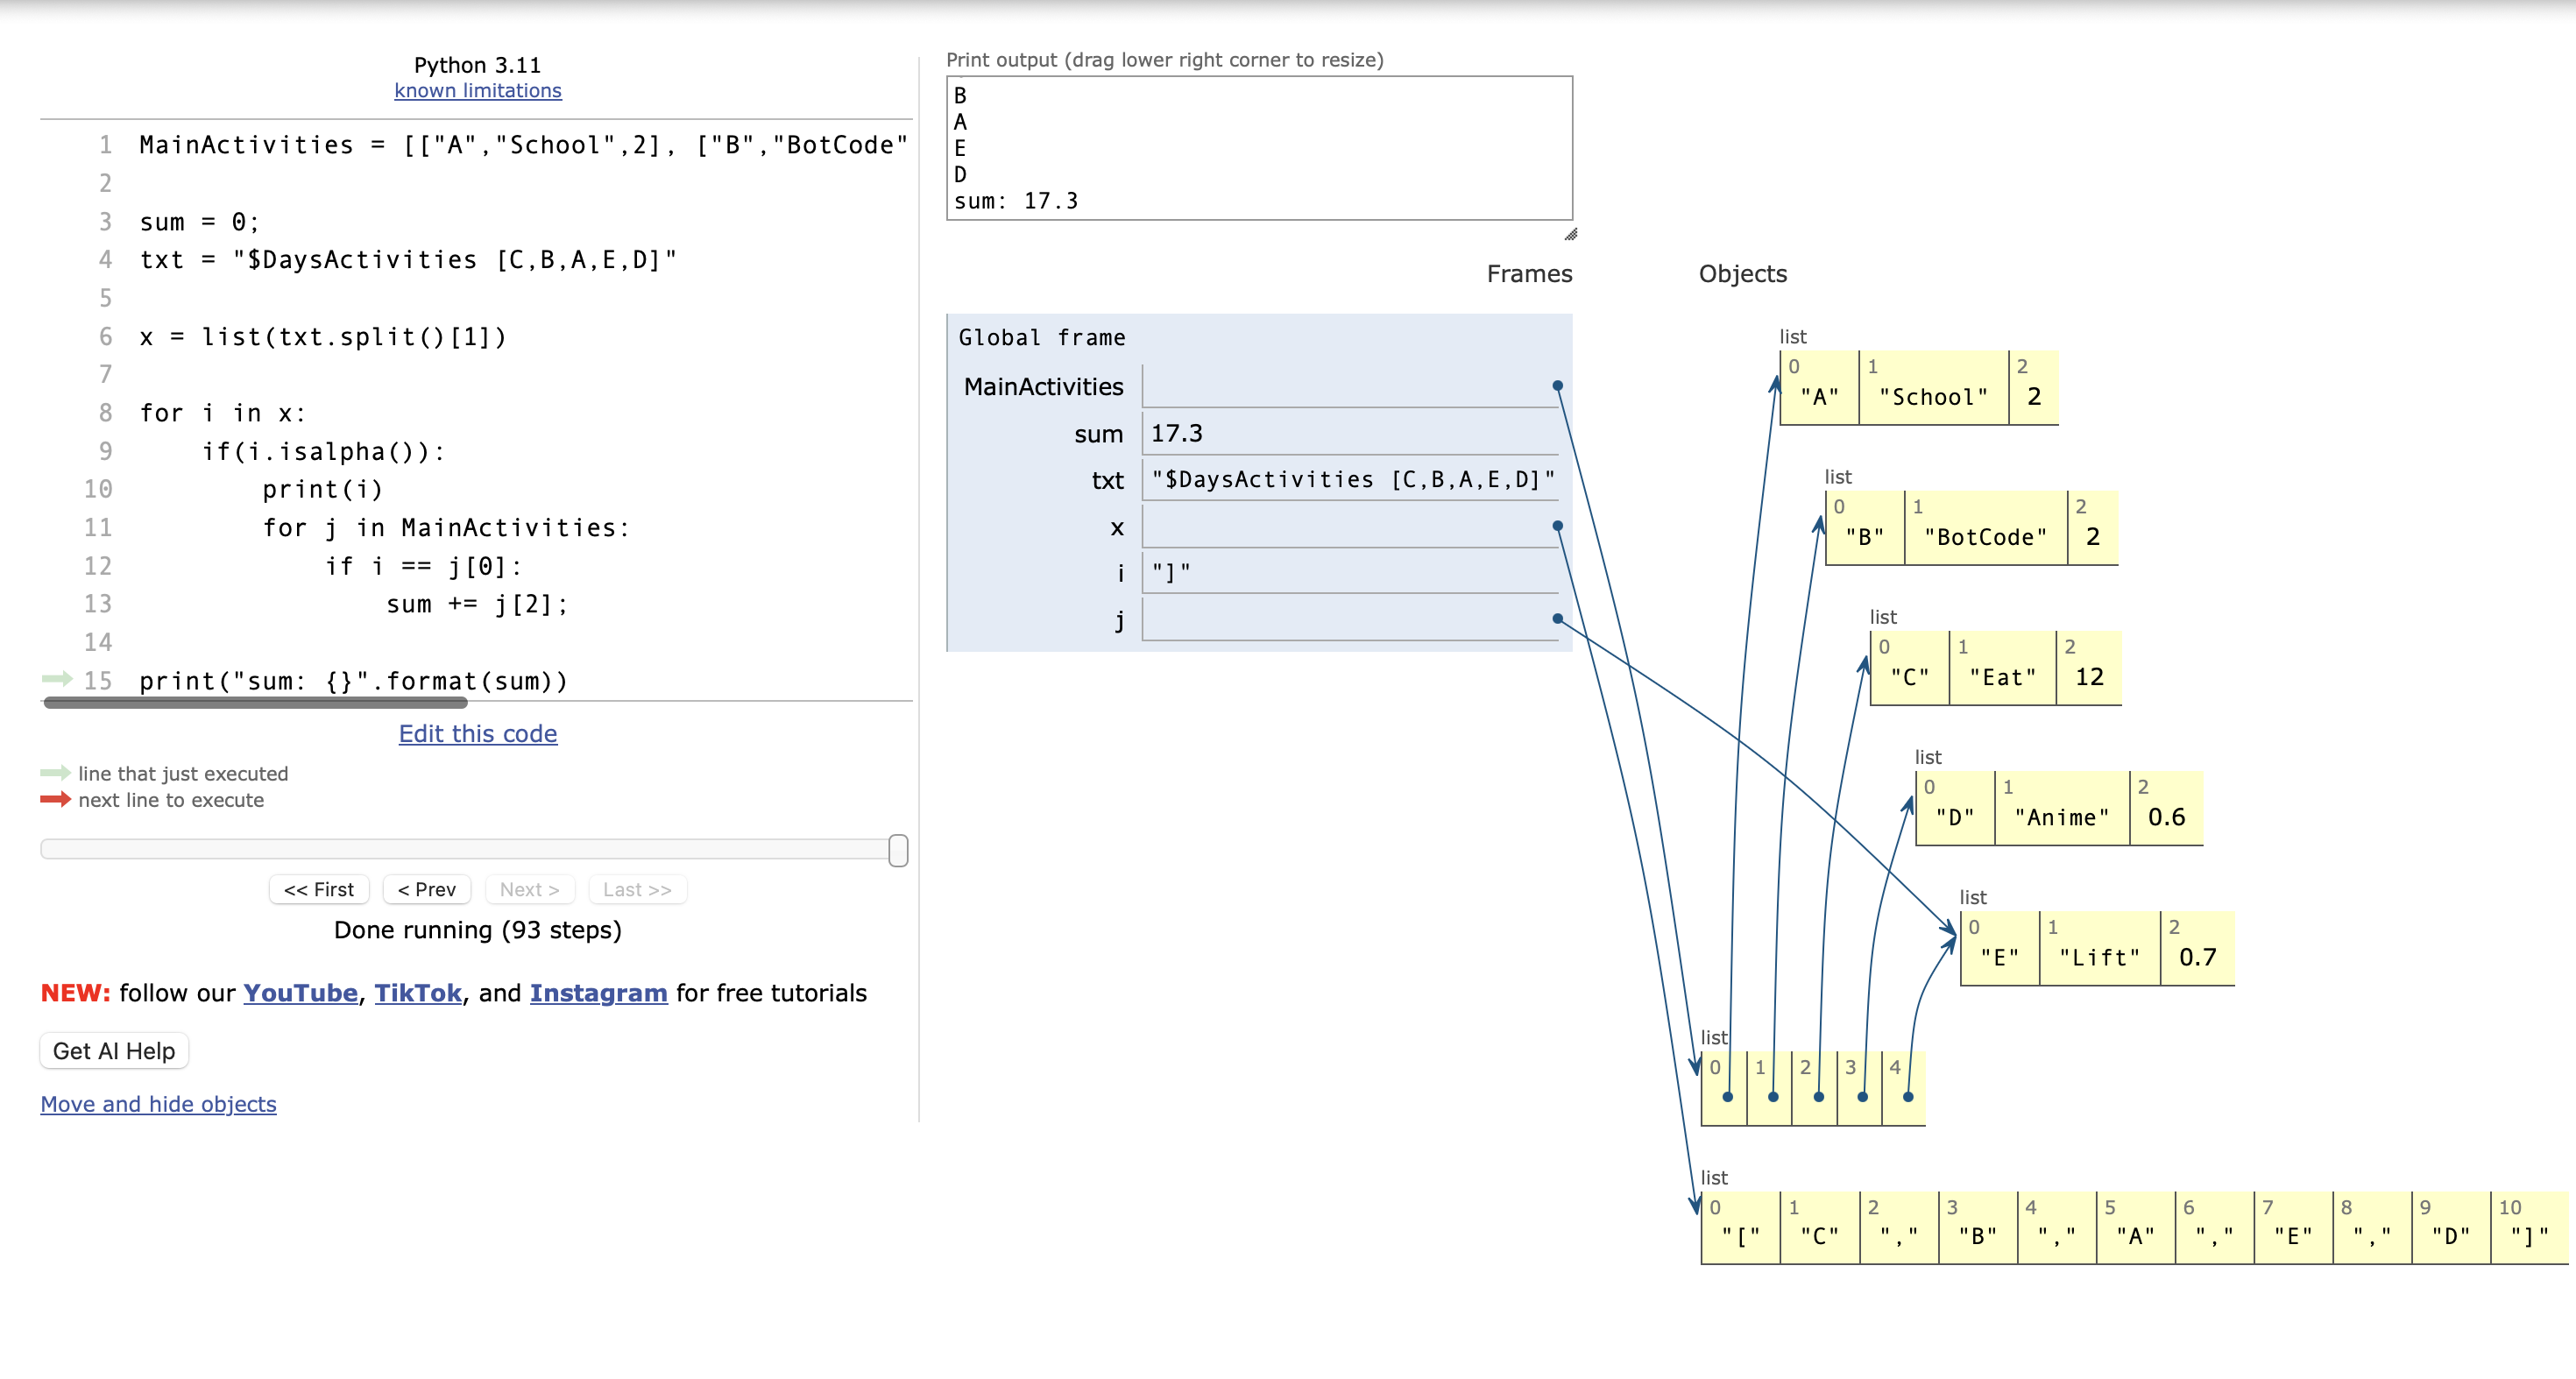 Python 3.11
known limitations
1 MainActivities = [["A","School",2], ["B","BotCode"
2
3 sum = 0;
4 txt = "$DaysActivities [C,B,A,E,D]"
5
6 x = list(txt.split()[1])
7
8 for i in x:
9     if(i.isalpha()):
10         print(i)
11         for j in MainActivities:
12             if i == j[0]:
13                 sum += j[2];
14
15 print("sum: {}".format(sum))
Edit this code
line that just executed
next line to execute
<< First < Prev Next > Last >>
Done running (93 steps)
NEW: follow our YouTube, TikTok, and Instagram for free tutorials
Get AI Help
Move and hide objects
Print output (drag lower right corner to resize)
B
A
E
D
sum: 17.3
Frames Objects
Global frame
MainActivities
sum 17.3
txt "$DaysActivities [C,B,A,E,D]"
x
i "]"
j
list
0 1 2
"A" "School" 2
list
0 1 2
"B" "BotCode" 2
list
0 1 2
"C" "Eat" 12
list
0 1 2
"D" "Anime" 0.6
list
0 1 2
"E" "Lift" 0.7
list
0 1 2 3 4
list
0 1 2 3 4 5 6 7 8 9 10
"[" "C" "," "B" "," "A" "," "E" "," "D" "]"